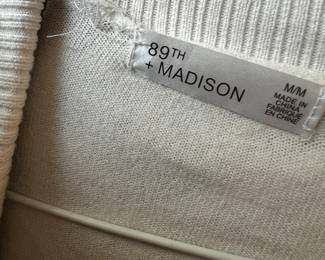 89TH
+ MADISON
M/M
MADE IN
CHINA
FABRIQUE
EN CHINE